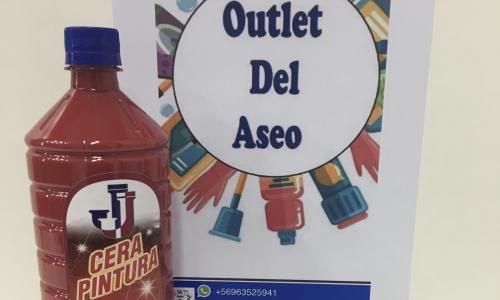 Outlet
Del
Aseo
JJ
CERA
PINTURA
+56963525941